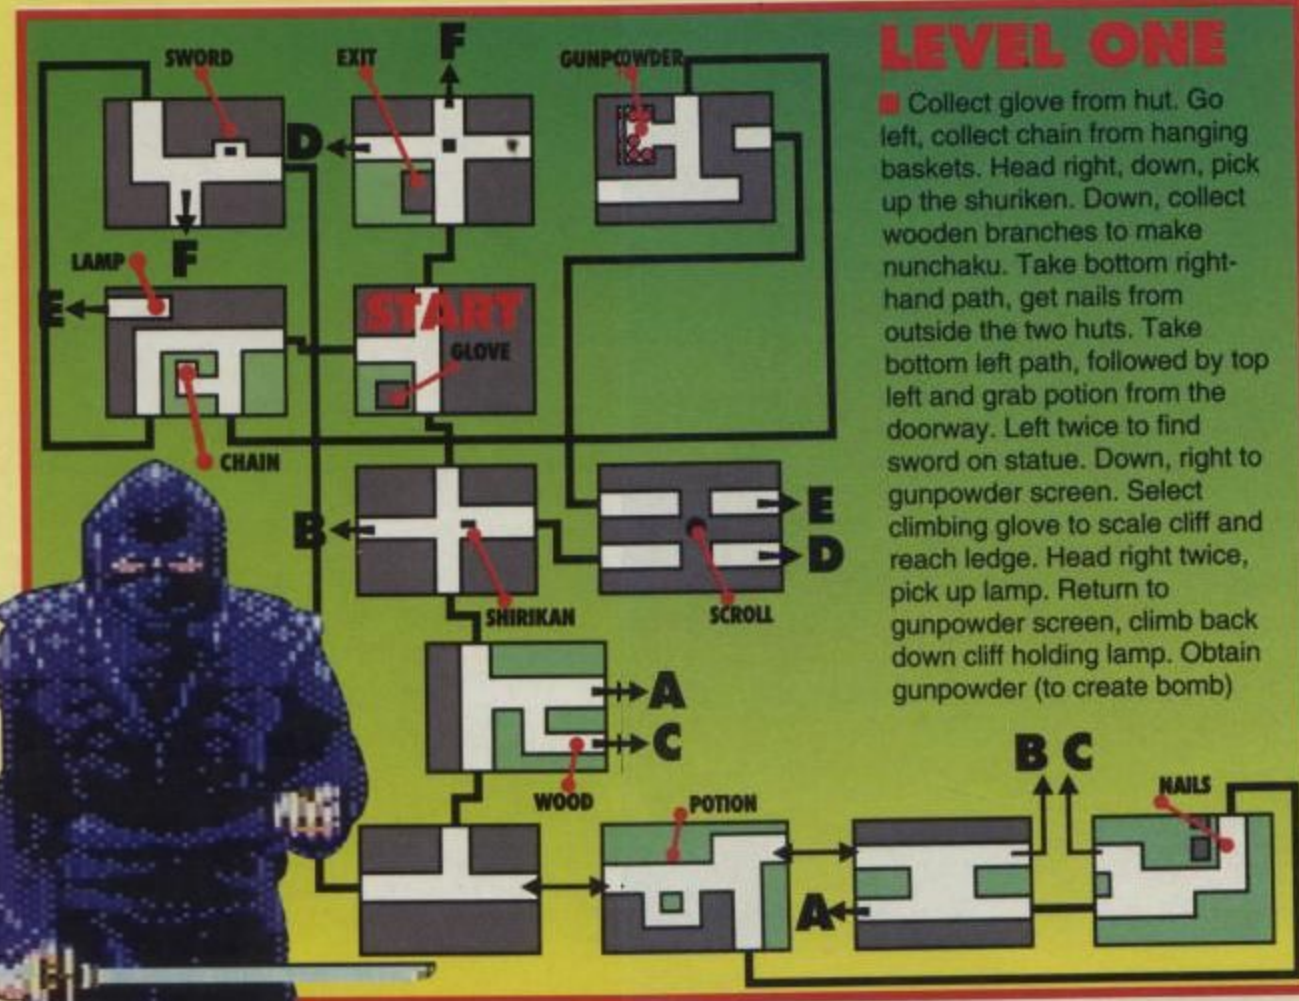 SWORD
EXIT
F
GUNPOWDER
D
F
LAMP
E
START
GLOVE
CHAIN
B
E
D
SHIRIKAN
SCROLL
A
C
WOOD
POTION
B C
NAILS
A
LEVEL ONE
Collect glove from hut. Go
left, collect chain from hanging
baskets. Head right, down, pick
up the shuriken. Down, collect
wooden branches to make
nunchaku. Take bottom right-
hand path, get nails from
outside the two huts. Take
bottom left path, followed by top
left and grab potion from the
doorway. Left twice to find
sword on statue. Down, right to
gunpowder screen. Select
climbing glove to scale cliff and
reach ledge. Head right twice,
pick up lamp. Return to
gunpowder screen, climb back
down cliff holding lamp. Obtain
gunpowder (to create bomb)